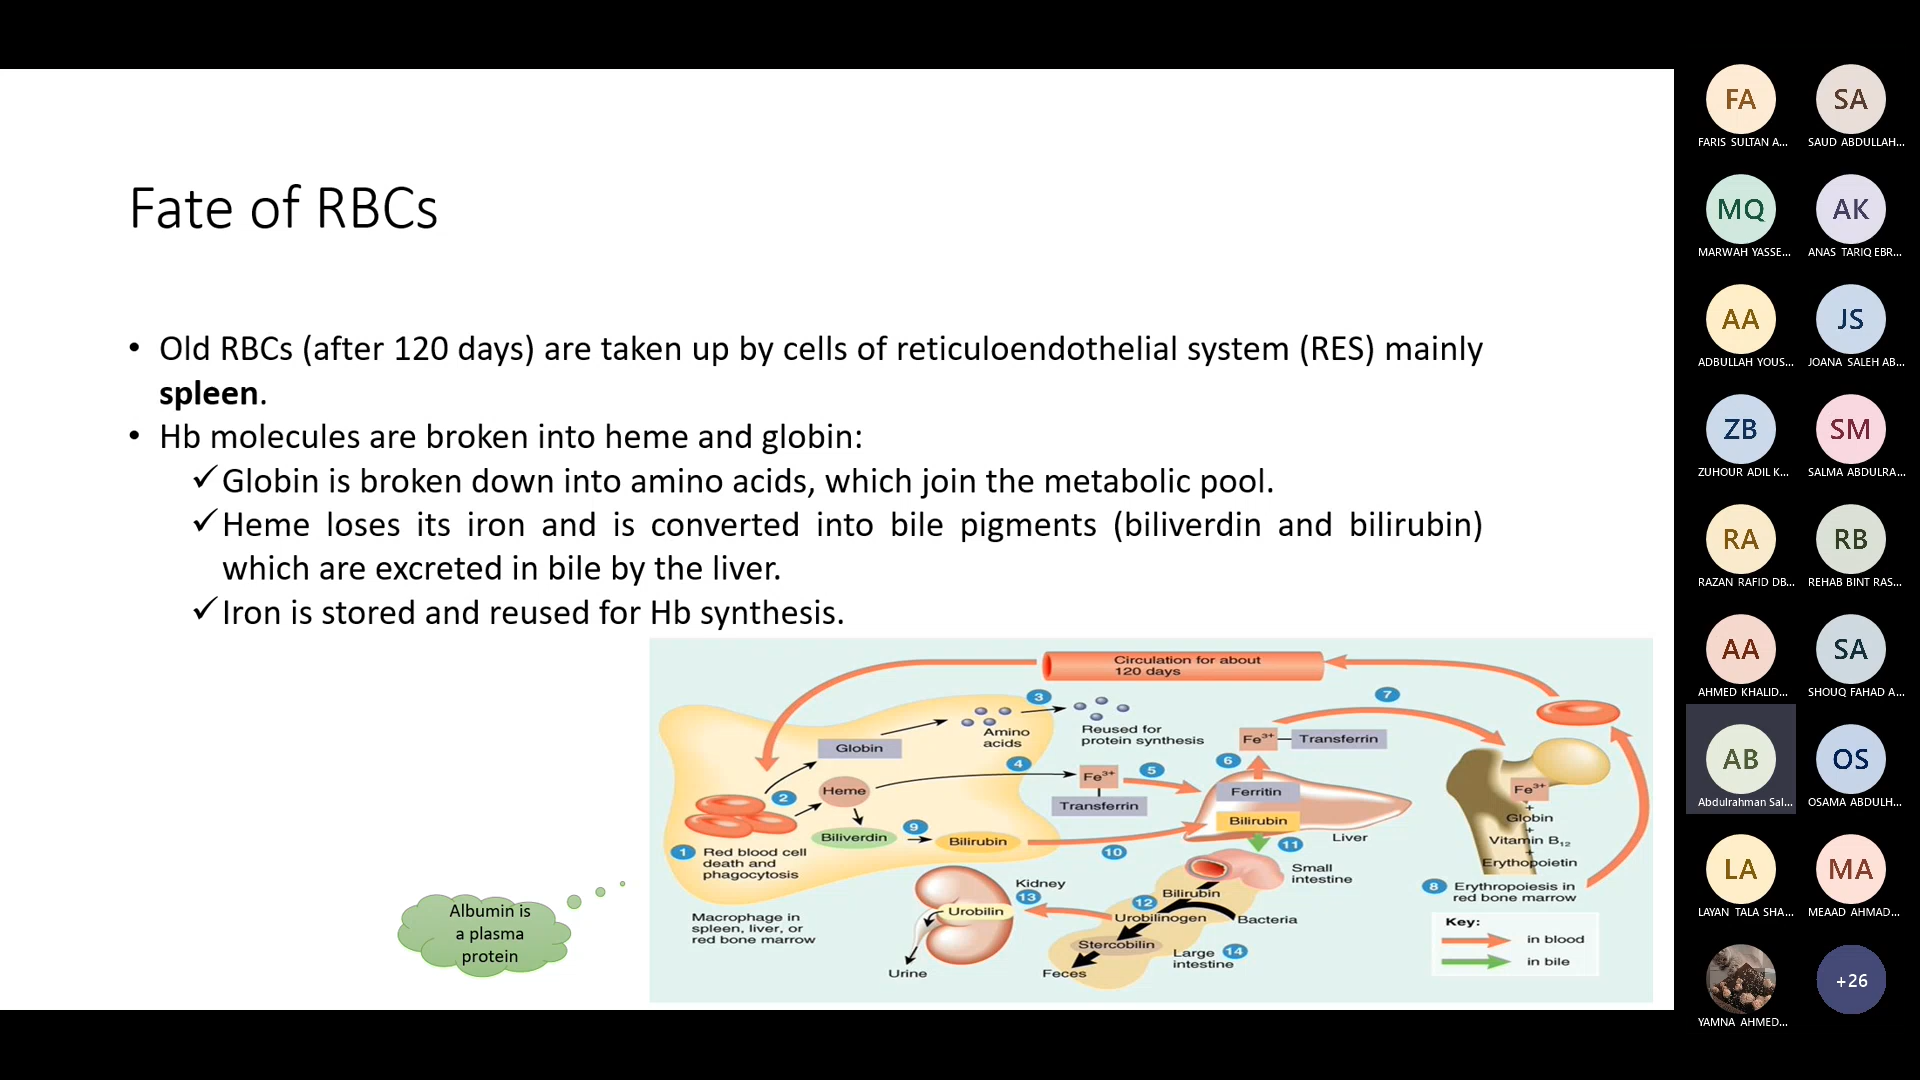 Fate of RBCs
• Old RBCs (after 120 days) are taken up by cells of reticuloendothelial system (RES) mainly
spleen.
• Hb molecules are broken into heme and globin:
✓Globin is broken down into amino acids, which join the metabolic pool.
✓Heme loses its iron and is converted into bile pigments (biliverdin and bilirubin)
which are excreted in bile by the liver.
✓Iron is stored and reused for Hb synthesis.
Albumin is
a plasma
protein
Circulation for about
120 days
3
7
Amino
acids
Reused for
protein synthesis
Globin
Fe³⁺
Transferrin
4
5
6
Fe³⁺
Transferrin
2
Heme
Ferritin
Fe³⁺
+
Globin
+
Vitamin B₁₂
+
Erythopoietin
Biliverdin
9
Bilirubin
Bilirubin
Liver
10
11
1
Red blood cell
death and
phagocytosis
Small
intestine
8
Erythropoiesis in
red bone marrow
Kidney
13
Bilirubin
12
Urobilin
Urobilinogen
Bacteria
Macrophage in
spleen, liver, or
red bone marrow
Stercobilin
Large
intestine
14
Urine
Feces
Key:
in blood
in bile
FA
SA
FARIS SULTAN A...
SAUD ABDULLAH...
MQ
AK
MARWAH YASSE...
ANAS TARIQ EBR...
AA
JS
ADBULLAH YOUS...
JOANA SALEH AB...
ZB
SM
ZUHOUR ADIL K...
SALMA ABDULRA...
RA
RB
RAZAN RAFID DB...
REHAB BINT RAS...
AA
SA
AHMED KHALID...
SHOUQ FAHAD A...
AB
OS
Abdulrahman Sal...
OSAMA ABDULH...
LA
MA
LAYAN TALA SHA...
MEAAD AHMAD...
+26
YAMNA AHMED...